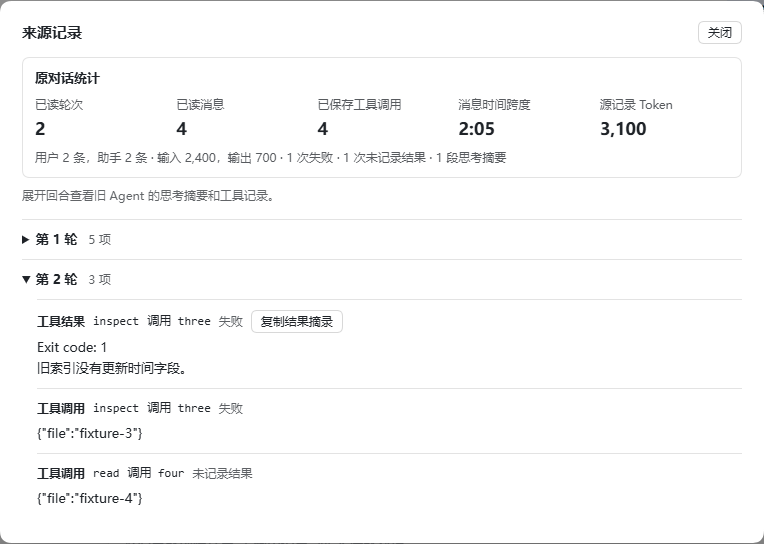 来源记录
关闭
原对话统计
已读轮次 已读消息 已保存工具调用 消息时间跨度 源记录 Token
2 4 4 2:05 3,100
用户 2 条，助手 2 条 · 输入 2,400，输出 700 · 1 次失败 · 1 次未记录结果 · 1 段思考摘要
展开回合查看旧 Agent 的思考摘要和工具记录。
第 1 轮 5 项
第 2 轮 3 项
工具结果 inspect 调用 three 失败 复制结果摘录
Exit code: 1
旧索引没有更新时间字段。
工具调用 inspect 调用 three 失败
{"file":"fixture-3"}
工具调用 read 调用 four 未记录结果
{"file":"fixture-4"}